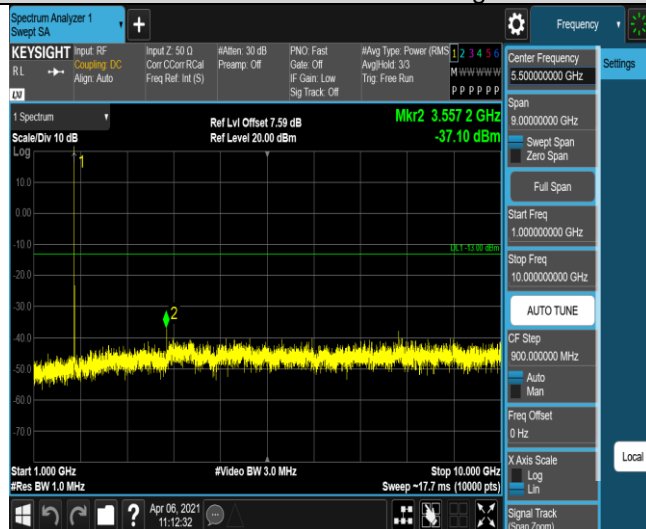 Spectrum Analyzer 1
Swept SA
Frequency
Settings
KEYSIGHT
RL
LXI
Input: RF
Coupling: DC
Align: Auto
Input Z: 50 Ω
Corr CCorr RCal
Freq Ref: Int (S)
#Atten: 30 dB
Preamp: Off
PNO: Fast
Gate: Off
IF Gain: Low
Sig Track: Off
#Avg Type: Power (RMS
Avg|Hold: 3/3
Trig: Free Run
1 2 3 4 5 6
M W W W W W
P P P P P P
1 Spectrum
Scale/Div 10 dB
Log
Ref Lvl Offset 7.59 dB
Ref Level 20.00 dBm
Mkr2 3.557 2 GHz
-37.10 dBm
1
10.0
0.00
-10.0
DL1 -13.00 dBm
-20.0
-30.0
2
-40.0
-50.0
-60.0
-70.0
Start 1.000 GHz
#Res BW 1.0 MHz
#Video BW 3.0 MHz
Stop 10.000 GHz
Sweep ~17.7 ms (10000 pts)
Center Frequency
5.500000000 GHz
Span
9.00000000 GHz
Swept Span
Zero Span
Full Span
Start Freq
1.000000000 GHz
Stop Freq
10.000000000 GHz
AUTO TUNE
CF Step
900.000000 MHz
Auto
Man
Freq Offset
0 Hz
X Axis Scale
Log
Lin
Signal Track
(Span Zoom)
Local
?
Apr 06, 2021
11:12:32